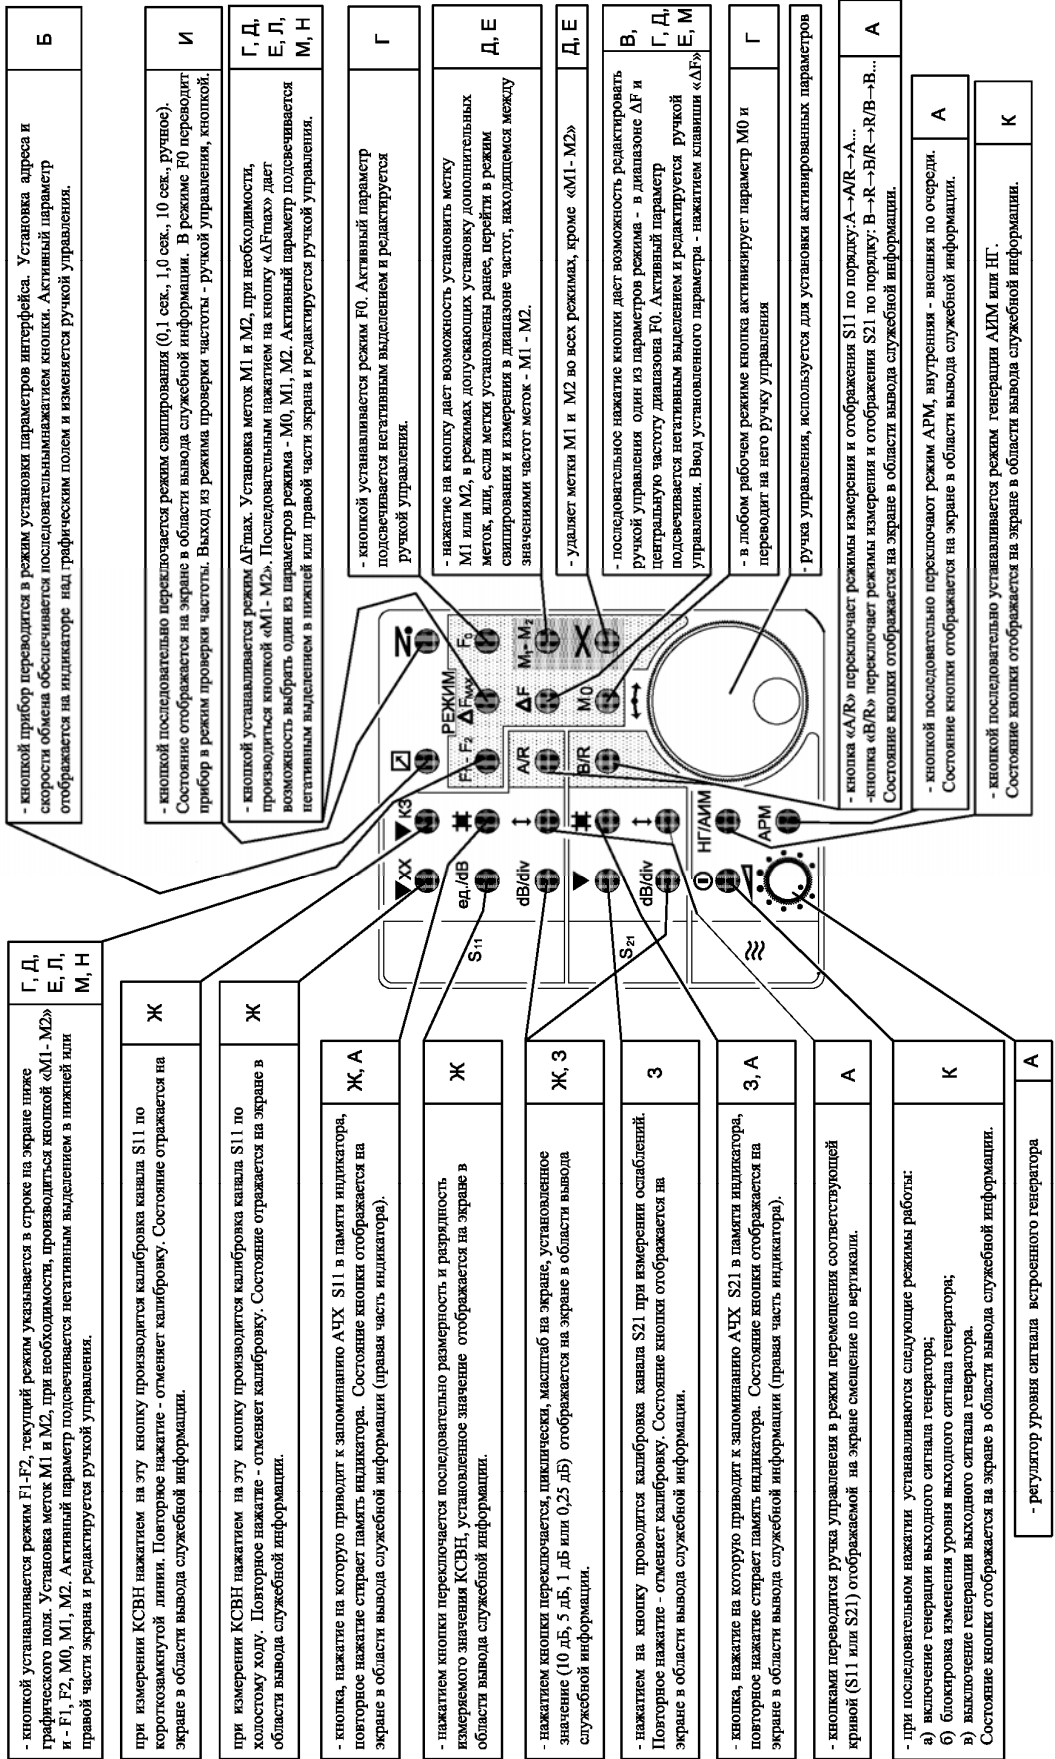 - кнопкой устанавливается режим F1-F2, текущий режим указывается в строке на экране ниже
графического поля. Установка меток М1 и М2, при необходимости, производиться кнопкой «М1- М2»
и - F1, F2, М0, М1, М2. Активный параметр подсвечивается негативным выделением в нижней или
правой части экрана и редактируется ручкой управления.
Г, Д,
Е, Л,
М, Н
при измерении КСВН нажатием на эту кнопку производится калибровка канала S11 по
короткозамкнутой линии. Повторное нажатие - отменяет калибровку. Состояние отражается на
экране в области вывода служебной информации.
Ж
при измерении КСВН нажатием на эту кнопку производится калибровка канала S11 по
холостому ходу. Повторное нажатие - отменяет калибровку. Состояние отражается на экране в
области вывода служебной информации.
Ж
- кнопка, нажатие на которую приводит к запоминанию АЧХ S11 в памяти индикатора,
повторное нажатие стирает память индикатора. Состояние кнопки отображается на
экране в области вывода служебной информации (правая часть индикатора).
Ж, А
- нажатием кнопки переключается последовательно размерность и разрядность
измеряемого значения КСВН, установленное значение отображается на экране в
области вывода служебной информации.
Ж
- нажатием кнопки переключается, циклически, масштаб на экране, установленное
значение (10 дБ, 5 дБ, 1 дБ или 0,25 дБ) отображается на экране в области вывода
служебной информации.
Ж, З
- нажатием на кнопку проводится калибровка канала S21 при измерении ослаблений.
Повторное нажатие - отменяет калибровку. Состояние кнопки отображается на
экране в области вывода служебной информации.
З
- кнопка, нажатие на которую приводит к запоминанию АЧХ S21 в памяти индикатора,
повторное нажатие стирает память индикатора. Состояние кнопки отображается на
экране в области вывода служебной информации (правая часть индикатора).
З, А
- кнопками переводится ручка управленеия в режим перемещения соответствующей
кривой (S11 или S21) отображаемой на экране смещение по вертикали.
А
- при последовательном нажатии устанавливаются следующие режимы работы:
а) включение генерации выходного сигнала генератора;
б) блокировка изменения уровня выходного сигнала генератора;
в) выключение генерации выходного сигнала генератора.
Состояние кнопки отображается на экране в области вывода служебной информации.
К
- регулятор уровня сигнала встроенного генератора
А
S11
S21
▼ХХ
▼КЗ
ед./dB
dB/div
dB/div
НГ/АИМ
АРМ
РЕЖИМ
F1 - F2
ΔFMAX
F0
A/R
ΔF
M1- M2
B/R
M0
- кнопкой прибор переводится в режим установки параметров интерфейса. Установка адреса и
скорости обмена обеспечивается последовательнымнажатием кнопки. Активный параметр
отображается на индикаторе над графическим полем и изменяется ручкой управления.
Б
- кнопкой последовательно переключается режим свипирования (0,1 сек., 1,0 сек., 10 сек., ручное).
Состояние отображается на экране в области вывода служебной информации. В режиме F0 переводит
прибор в режим проверки частоты. Выход из режима проверки частоты - ручкой управления, кнопкой.
И
- кнопкой устанавливается режим ΔFmax. Установка меток М1 и М2, при необходимости,
производиться кнопкой «М1- М2». Последовательным нажатием на кнопку «ΔFmax» дает
возможность выбрать один из параметров режима - М0, М1, М2. Активный параметр подсвечивается
негативным выделением в нижней или правой части экрана и редактируется ручкой управления.
Г, Д,
Е, Л,
М, Н
- кнопкой устанавливается режим F0. Активный параметр
подсвечивается негативным выделением и редактируется
ручкой управления.
Г
- нажатие на кнопку дает возможность установить метку
М1 или М2, в режимах допускающих установку дополнительных
меток, или, если метки установлены ранее, перейти в режим
свипирования и измерения в диапазоне частот, находящемся между
значениями частот меток - М1 - М2.
Д, Е
- удаляет метки М1 и М2 во всех режимах, кроме «М1- М2»
Д, Е
- последовательное нажатие кнопки дает возможность редактировать
ручкой управления один из параметров режима - в диапазоне ΔF и
центральную частоту диапазона F0. Активный параметр
подсвечивается негативным выделением и редактируется ручкой
управления. Ввод установленного параметра - нажатием клавиши «ΔF»
В,
Г, Д,
Е, М
- в любом рабочем режиме кнопка активизирует параметр М0 и
переводит на него ручку управления
Г
- ручка управления, используется для установки активированных параметров
- кнопка «A/R» переключает режимы измерения и отображения S11 по порядку:A→A/R→A...
-кнопка «B/R» переключает режимы измерения и отображения S21 по порядку: B→R→B/R→R/B→B...
Состояние кнопки отображается на экране в области вывода служебной информации.
А
- кнопкой последовательно переключают режим АРМ, внутренняя - внешняя по очереди.
Состояние кнопки отображается на экране в области вывода служебной информации.
А
- кнопкой последовательно устанавливается режим генерации АИМ или НГ.
Состояние кнопки отображается на экране в области вывода служебной информации.
К